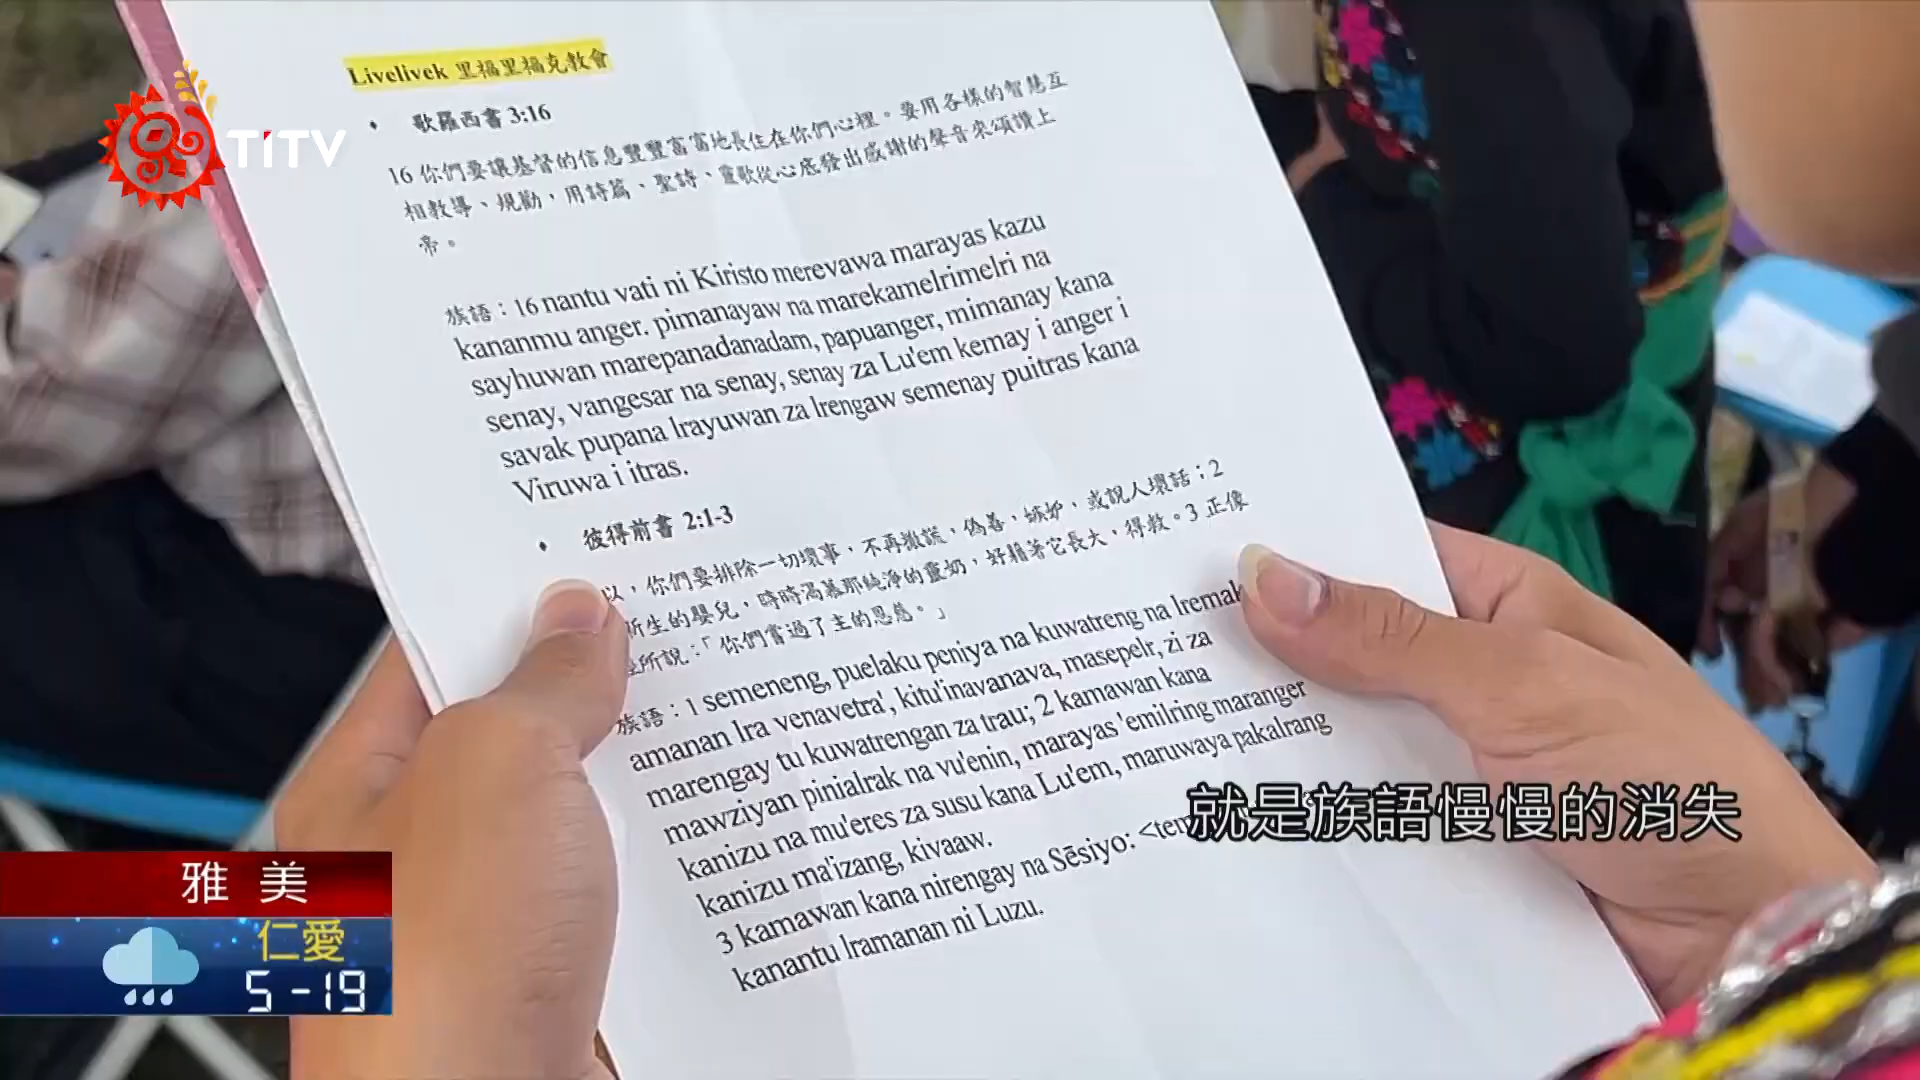 Livelivek 里福里福克教會
TiTV
歌羅西書 3:16
16 你們要讓基督的信息豐豐富富地長住在你們心裡。要用各樣的智慧互
相教導、規勸，用詩篇、聖詩、靈歌從心底發出感謝的聲音來頌讚上
帝。
族語：16 nantu vati ni Kiristo merevawa marayas kazu
kananmu anger. pimanayaw na marekamelrimelri na
sayhuwan marepanadanadam, papuanger, mimanay kana
senay, vangesar na senay, senay za Lu'em kemay i anger i
savak pupana lrayuwan za lrengaw semenay puitras kana
Viruwa i itras.
彼得前書 2:1-3
以，你們要排除一切壞事，不再撒謊，偽善，嫉妒，或說人壞話；2
所生的嬰兒，時時渴慕那純淨的靈奶，好藉著它長大，得救。3 正像
所說：「你們嘗過了主的恩慈。」
族語：1 semeneng, puelaku peniya na kuwatreng na lremak
amanan lra venavetra', kitu'inavanava, masepelr, zi za
marengay tu kuwatrengan za trau; 2 kamawan kana
mawziyan pinialrak na vu'enin, marayas 'emilring maranger
kanizu na mu'eres za susu kana Lu'em, maruwaya pakalrang
kanizu ma'izang, kivaaw.
3 kamawan kana nirengay na Sēsiyo: <tem
kanantu lramanan ni Luzu.
就是族語慢慢的消失
雅 美
仁愛
5-19